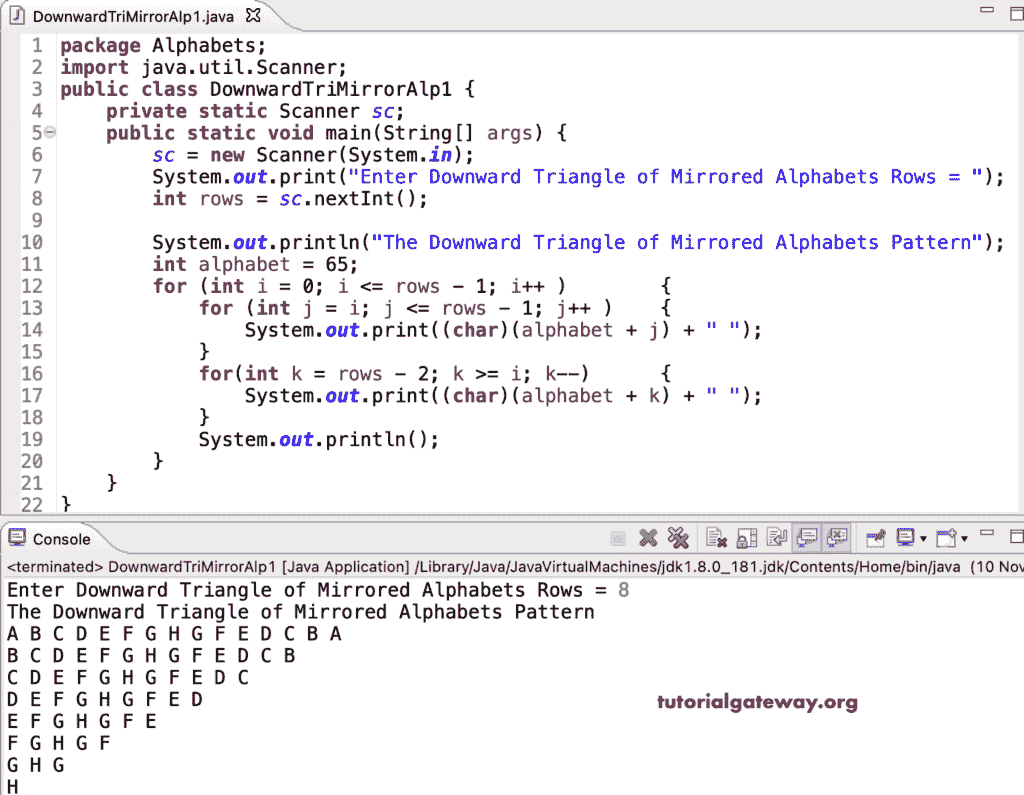 DownwardTriMirrorAlp1.java
1 package Alphabets;
2 import java.util.Scanner;
3 public class DownwardTriMirrorAlp1 {
4     private static Scanner sc;
5     public static void main(String[] args) {
6         sc = new Scanner(System.in);
7         System.out.print("Enter Downward Triangle of Mirrored Alphabets Rows = ");
8         int rows = sc.nextInt();
9
10         System.out.println("The Downward Triangle of Mirrored Alphabets Pattern");
11         int alphabet = 65;
12         for (int i = 0; i <= rows - 1; i++ )        {
13             for (int j = i; j <= rows - 1; j++ )    {
14                 System.out.print((char)(alphabet + j) + " ");
15             }
16             for(int k = rows - 2; k >= i; k--)      {
17                 System.out.print((char)(alphabet + k) + " ");
18             }
19             System.out.println();
20         }
21     }
22 }
Console
<terminated> DownwardTriMirrorAlp1 [Java Application] /Library/Java/JavaVirtualMachines/jdk1.8.0_181.jdk/Contents/Home/bin/java (10 Nov
Enter Downward Triangle of Mirrored Alphabets Rows = 8
The Downward Triangle of Mirrored Alphabets Pattern
A B C D E F G H G F E D C B A
B C D E F G H G F E D C B
C D E F G H G F E D C
D E F G H G F E D
E F G H G F E
F G H G F
G H G
H
tutorialgateway.org